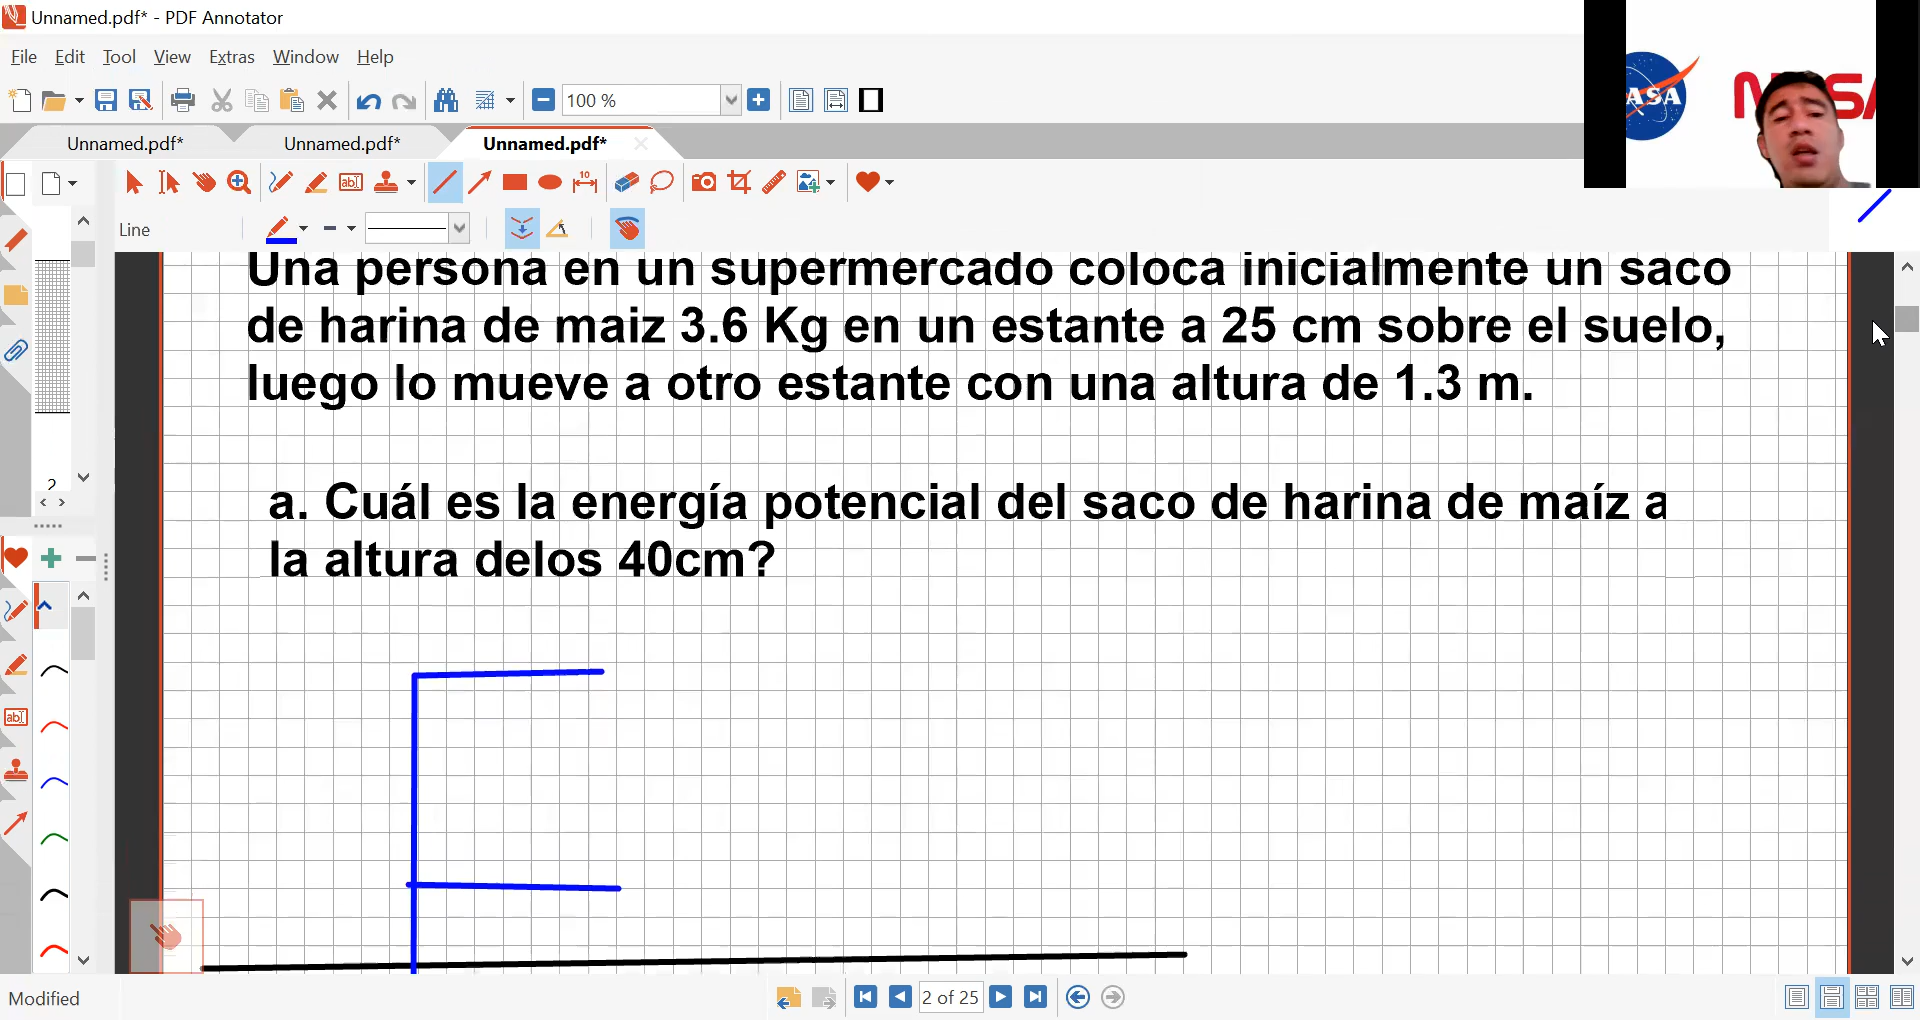 Unnamed.pdf* - PDF Annotator
File Edit Tool View Extras Window Help
100 %
Unnamed.pdf* Unnamed.pdf* Unnamed.pdf*
Line
Una persona en un supermercado coloca inicialmente un saco
de harina de maiz 3.6 Kg en un estante a 25 cm sobre el suelo,
luego lo mueve a otro estante con una altura de 1.3 m.
a. Cuál es la energía potencial del saco de harina de maíz a
la altura delos 40cm?
2
Modified
2 of 25